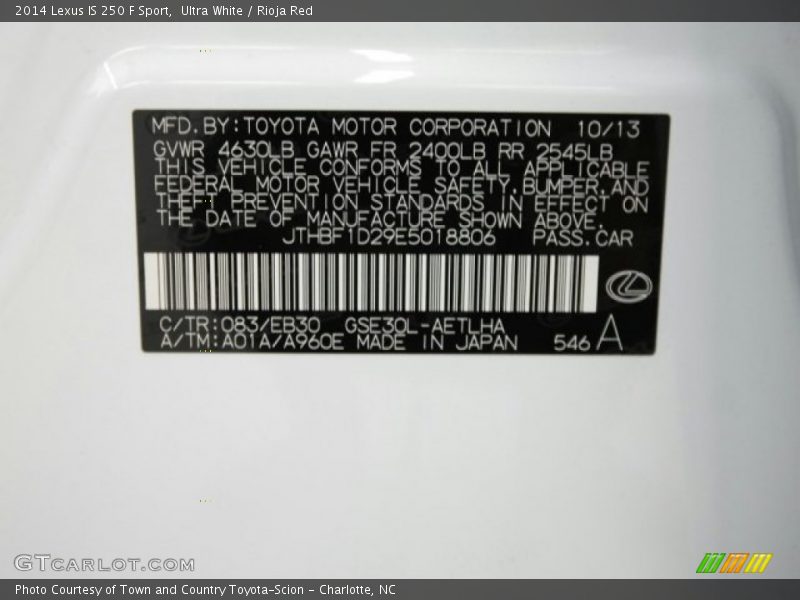 2014 Lexus IS 250 F Sport,  Ultra White / Rioja Red
MFD.BY:TOYOTA MOTOR CORPORATION 10/13
GVWR 4630LB GAWR FR 2400LB RR 2545LB
THIS VEHICLE CONFORMS TO ALL APPLICABLE
FEDERAL MOTOR VEHICLE SAFETY,BUMPER,AND
THEFT PREVENTION STANDARDS IN EFFECT ON
THE DATE OF MANUFACTURE SHOWN ABOVE.
JTHBF1D29E5018806 PASS.CAR
C/TR:083/EB30 GSE30L-AETLHA
A/TM:A01A/A960E MADE IN JAPAN 546 A
GTCARLOT.COM
Photo Courtesy of Town and Country Toyota-Scion – Charlotte, NC